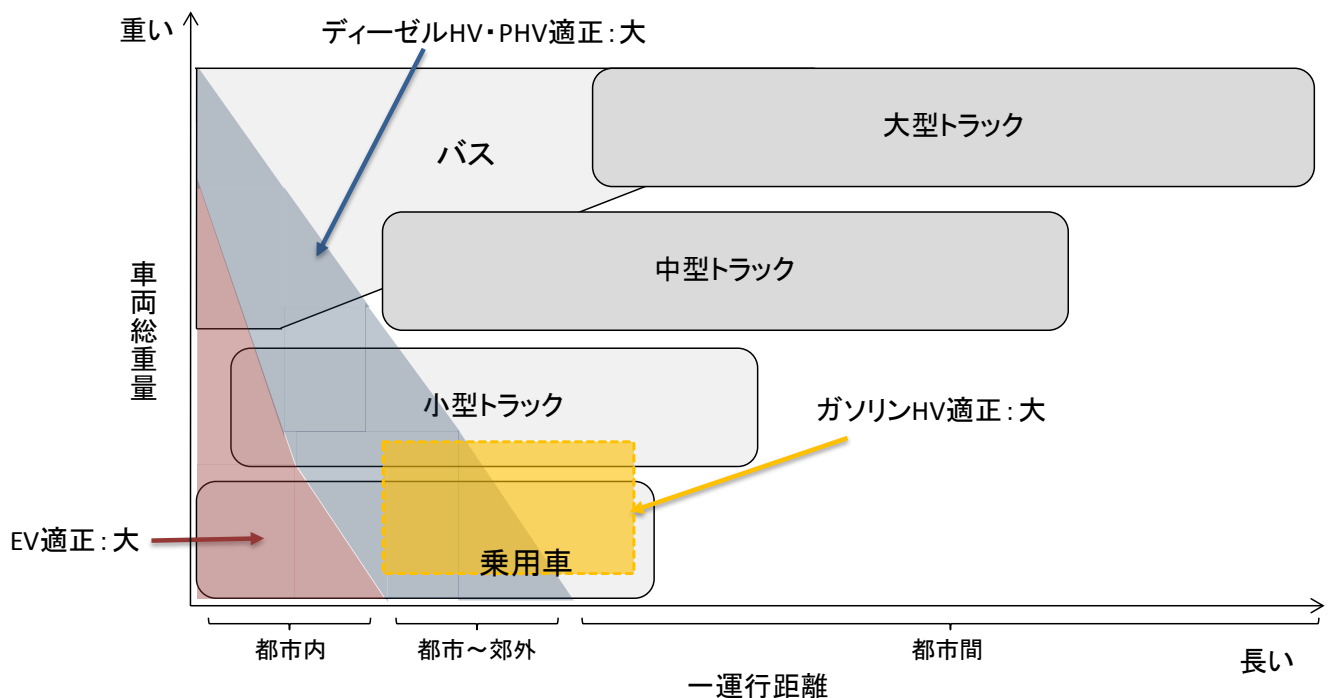 重い
ディーゼルHV・PHV適正：大
大型トラック
バス
中型トラック
車両総重量
小型トラック
ガソリンHV適正：大
EV適正：大
乗用車
都市内
都市～郊外
都市間
長い
一運行距離